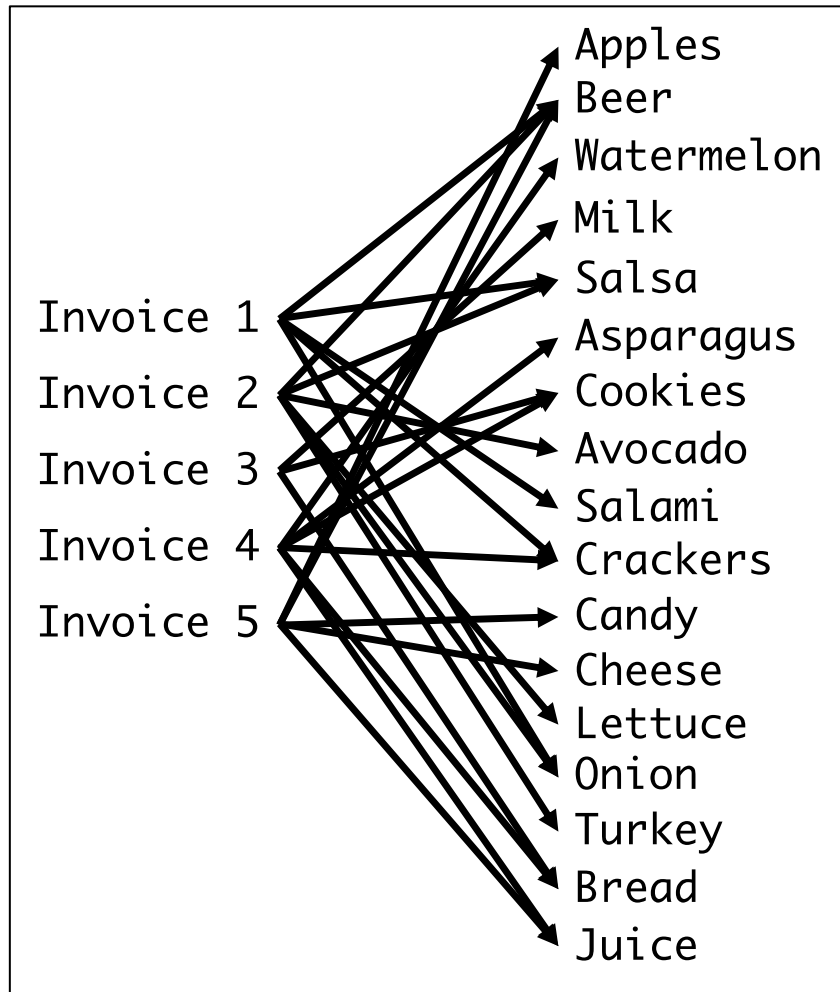 Apples
Beer
Watermelon
Milk
Salsa
Invoice 1
Asparagus
Invoice 2
Cookies
Avocado
Invoice 3
Salami
Invoice 4
Crackers
Invoice 5
Candy
Cheese
Lettuce
Onion
Turkey
Bread
Juice